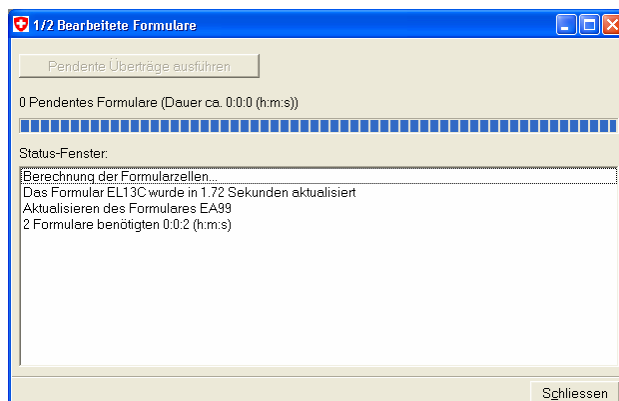 1/2 Bearbeitete Formulare
Pendente Überträge ausführen
0 Pendentes Formulare (Dauer ca. 0:0:0 (h:m:s))
Status-Fenster:
Berechnung der Formularzellen...
Das Formular EL13C wurde in 1.72 Sekunden aktualisiert
Aktualisieren des Formulares EA99
2 Formulare benötigten 0:0:2 (h:m:s)
Schliessen